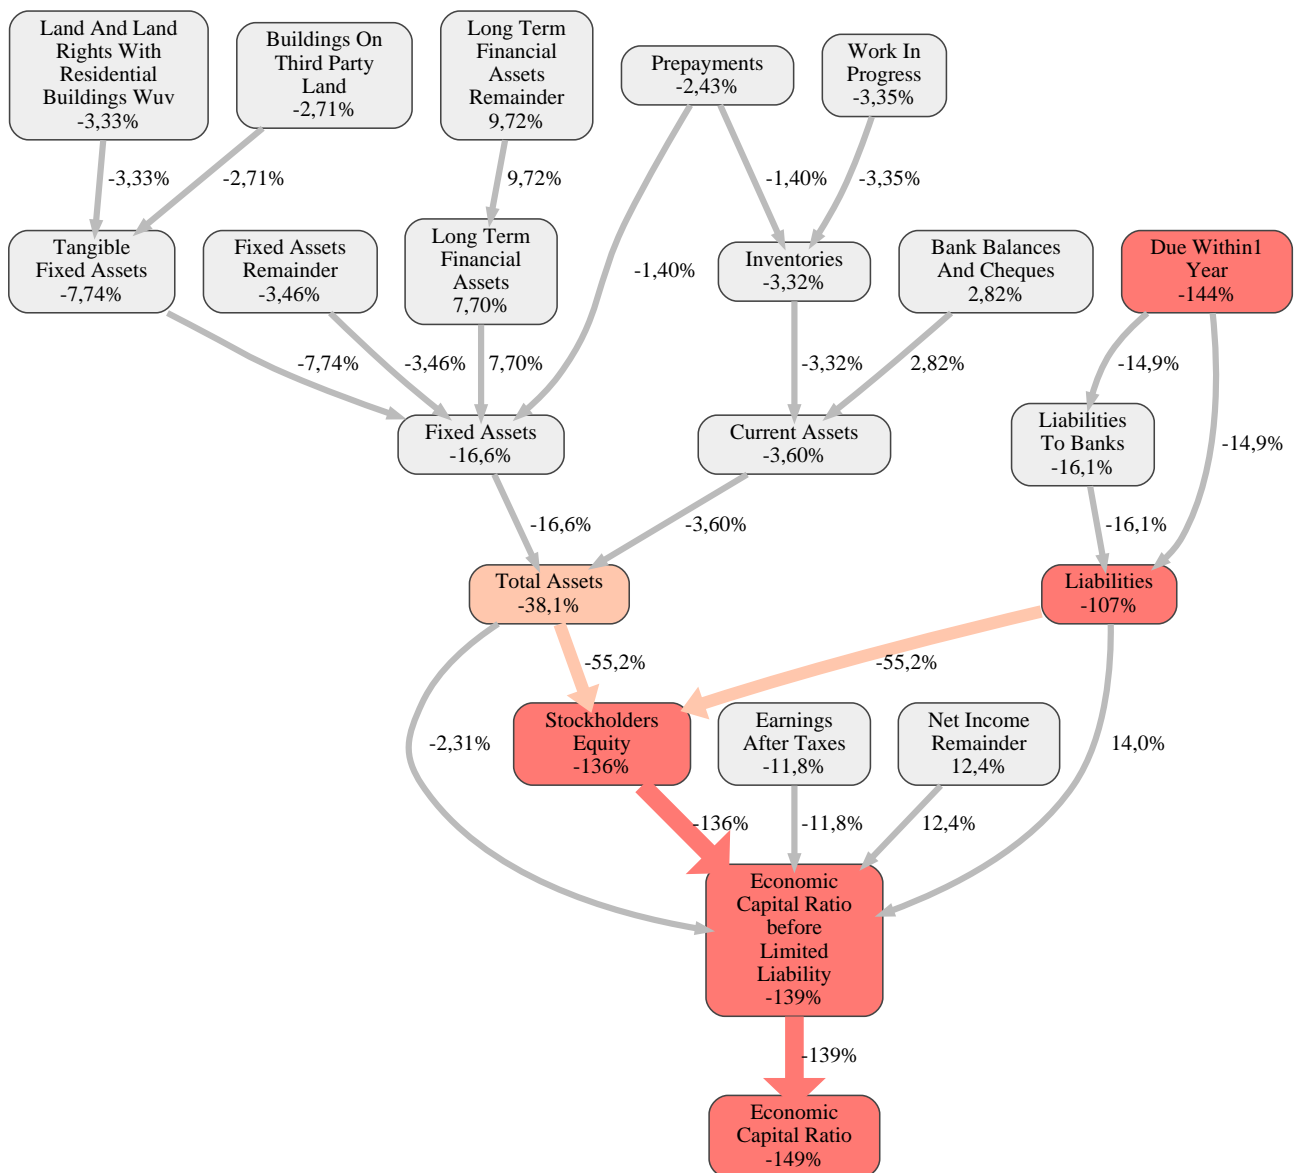 Land And Land
Rights With
Residential
Buildings Wuv
-3,33%
Buildings On
Third Party
Land
-2,71%
Long Term
Financial
Assets
Remainder
9,72%
Prepayments
-2,43%
Work In
Progress
-3,35%
-3,33%
-2,71%
9,72%
-1,40%
-3,35%
Tangible
Fixed Assets
-7,74%
Fixed Assets
Remainder
-3,46%
Long Term
Financial
Assets
7,70%
-1,40%
Inventories
-3,32%
Bank Balances
And Cheques
2,82%
Due Within1
Year
-144%
-7,74%
-3,46%
7,70%
-3,32%
2,82%
-14,9%
-14,9%
Fixed Assets
-16,6%
Current Assets
-3,60%
Liabilities
To Banks
-16,1%
-16,6%
-3,60%
-16,1%
Total Assets
-38,1%
Liabilities
-107%
-55,2%
-55,2%
-2,31%
Stockholders
Equity
-136%
Earnings
After Taxes
-11,8%
Net Income
Remainder
12,4%
14,0%
-136%
-11,8%
12,4%
Economic
Capital Ratio
before
Limited
Liability
-139%
-139%
Economic
Capital Ratio
-149%